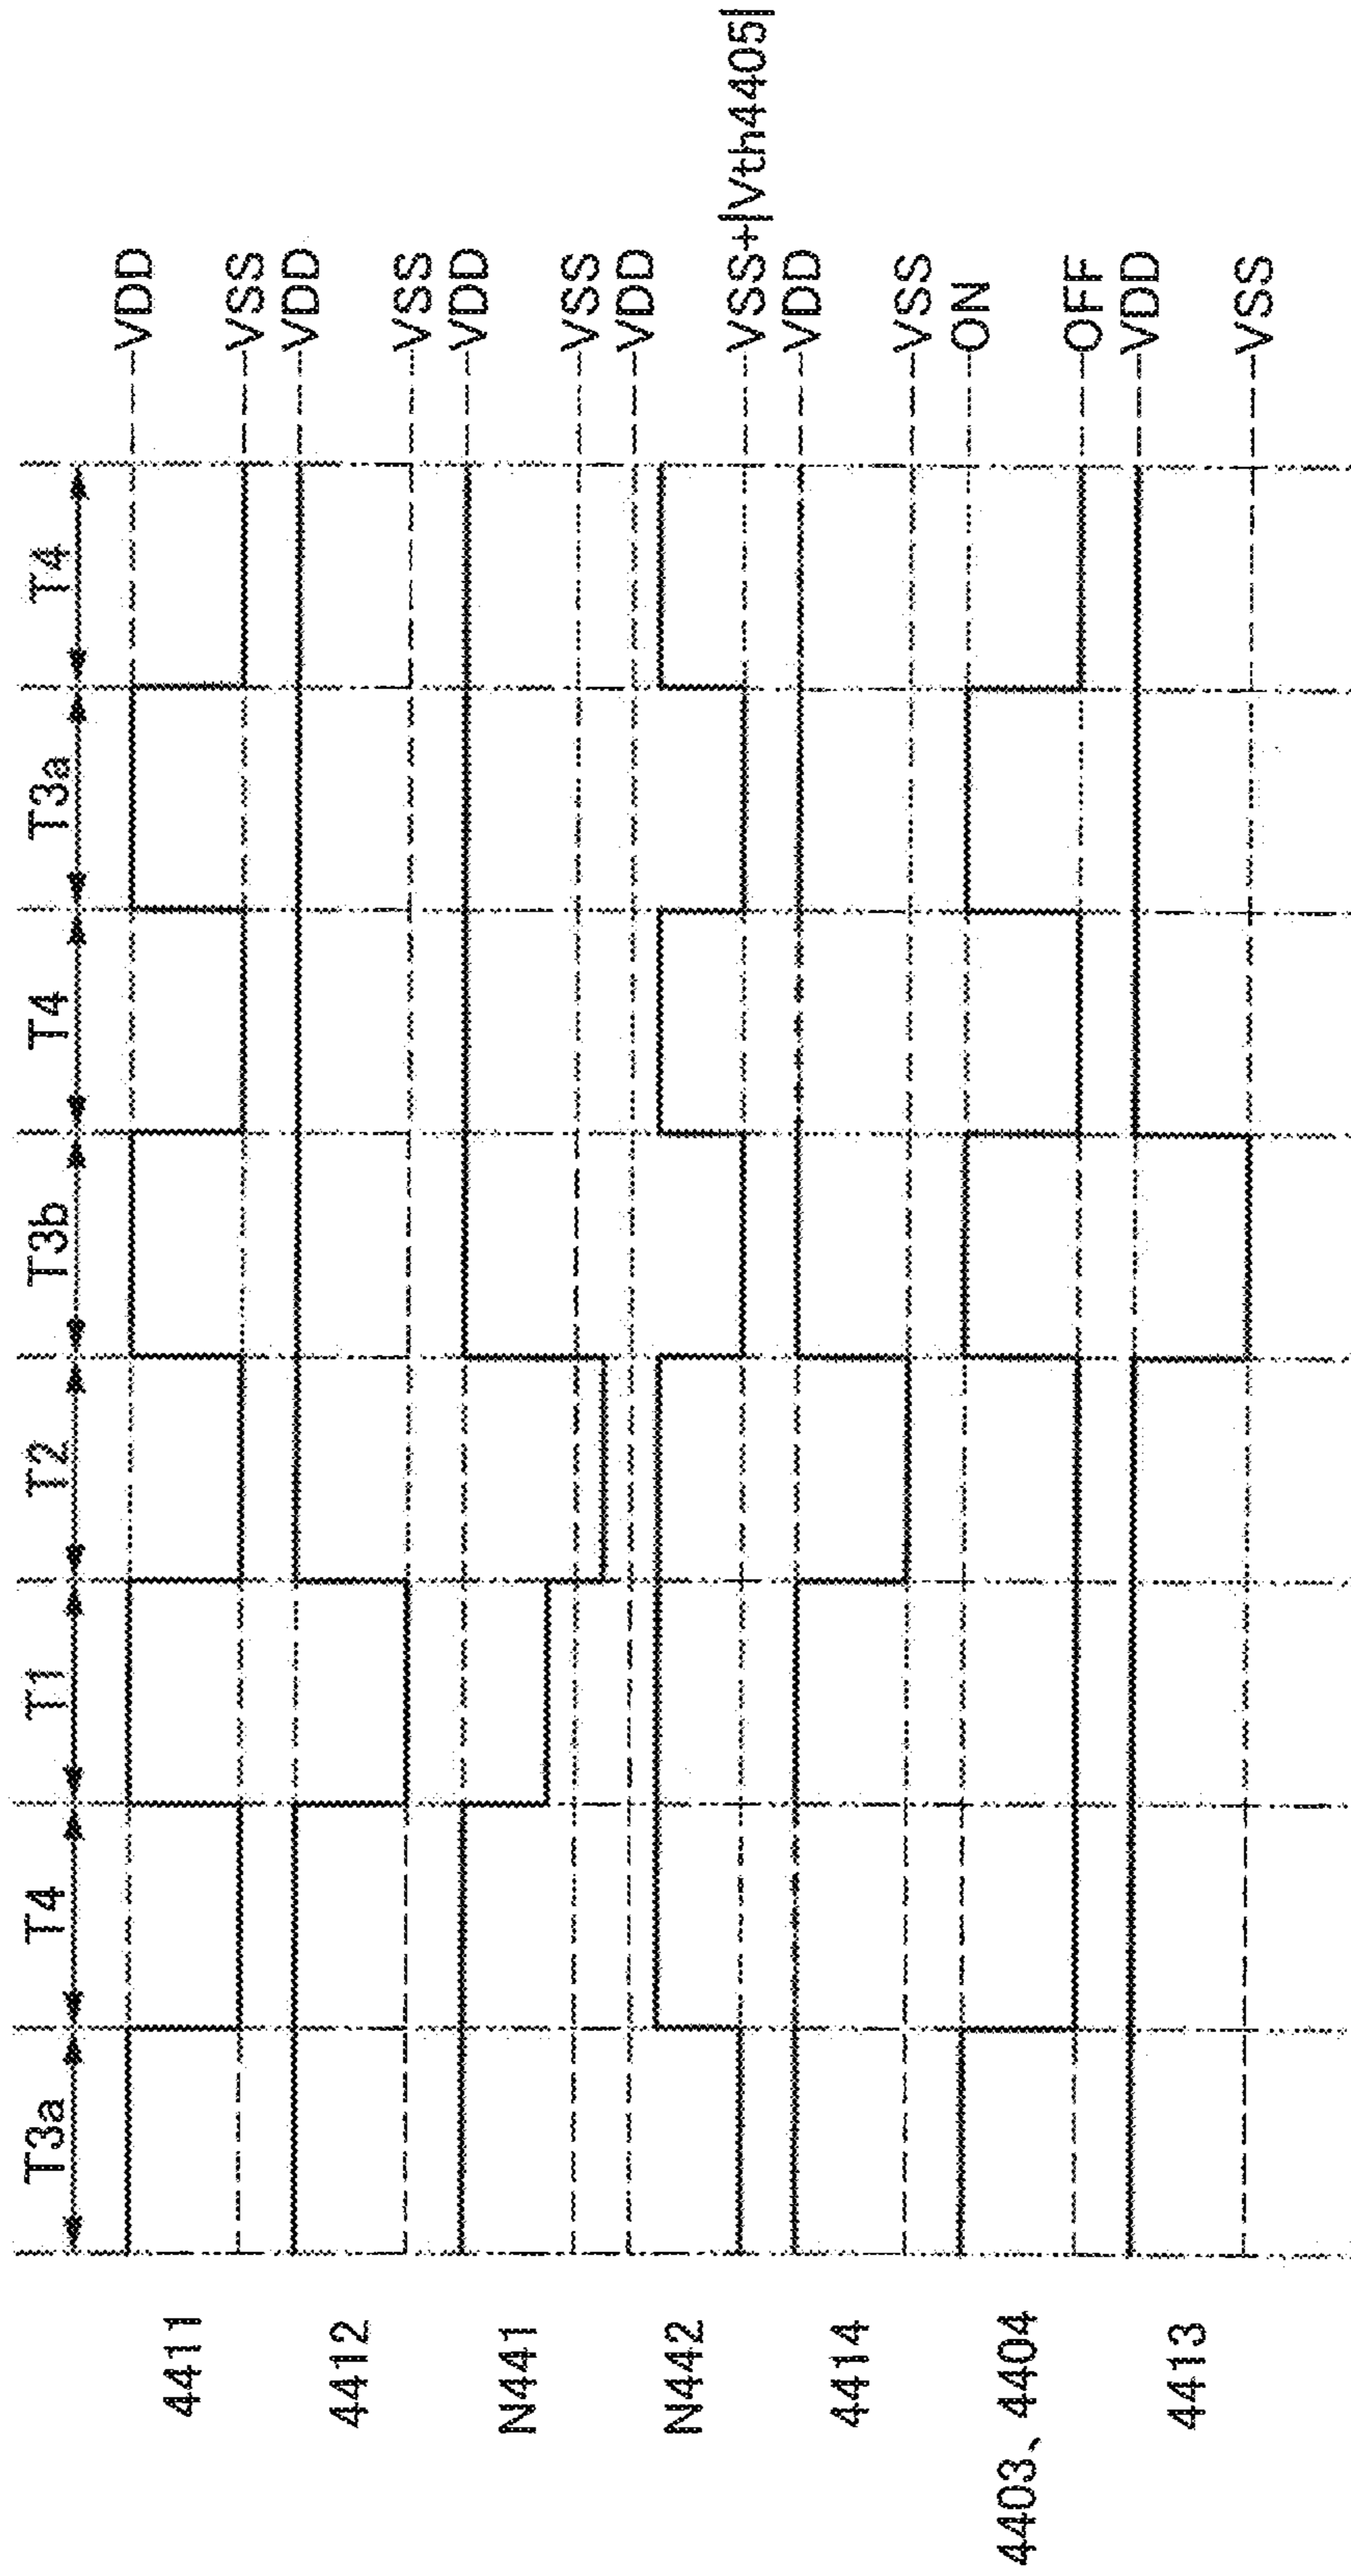 T3a T4 T1 T2 T3b T4 T3a T4
4411 VDD
VSS
4412 VDD
VSS
N441 VDD
VSS
N442 VDD
VSS+|Vth4405|
4414 VDD
VSS
4403、4404 ON
OFF
4413 VDD
VSS